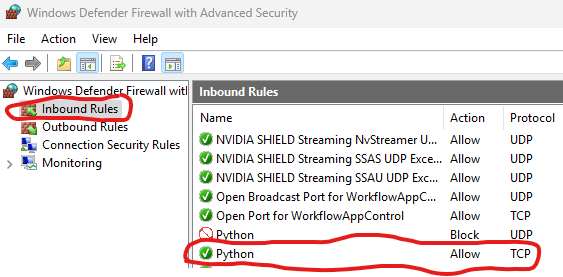 Windows Defender Firewall with Advanced Security
File Action View Help
Windows Defender Firewall with
Inbound Rules
Outbound Rules
Connection Security Rules
Monitoring
Inbound Rules
Name Action Protocol
NVIDIA SHIELD Streaming NvStreamer U... Allow UDP
NVIDIA SHIELD Streaming SSAS UDP Exce... Allow UDP
NVIDIA SHIELD Streaming SSAU UDP Exc... Allow UDP
Open Broadcast Port for WorkflowAppC... Allow UDP
Open Port for WorkflowAppControl Allow TCP
Python Block UDP
Python Allow TCP